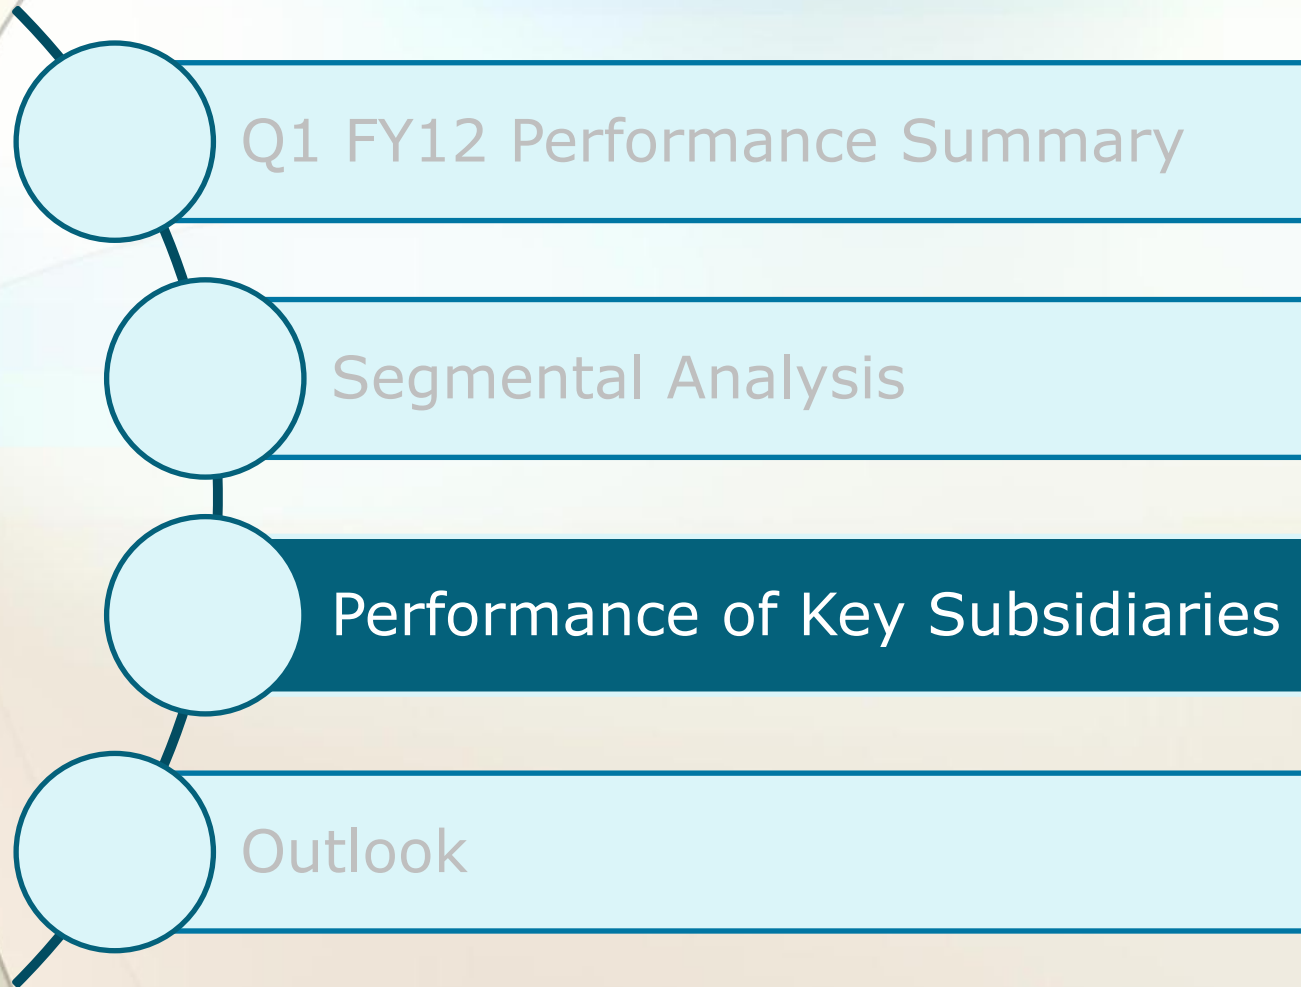 Q1 FY12 Performance Summary
Segmental Analysis
Performance of Key Subsidiaries
Outlook